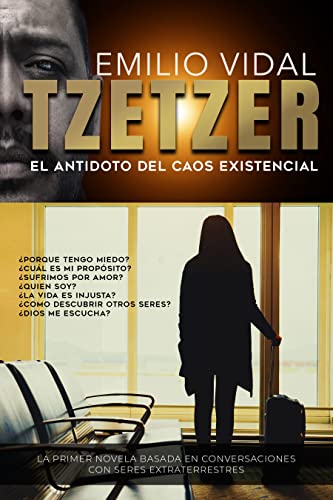 EMILIO VIDAL
TZETZER
EL ANTIDOTO DEL CAOS EXISTENCIAL
¿PORQUE TENGO MIEDO?
¿CUÁL ES MI PROPÓSITO?
¿SUFRIMOS POR AMOR?
¿QUIEN SOY?
¿LA VIDA ES INJUSTA?
¿COMO DESCUBRIR OTROS SERES?
¿DIOS ME ESCUCHA?
LA PRIMER NOVELA BASADA EN CONVERSACIONES
CON SERES EXTRATERRESTRES